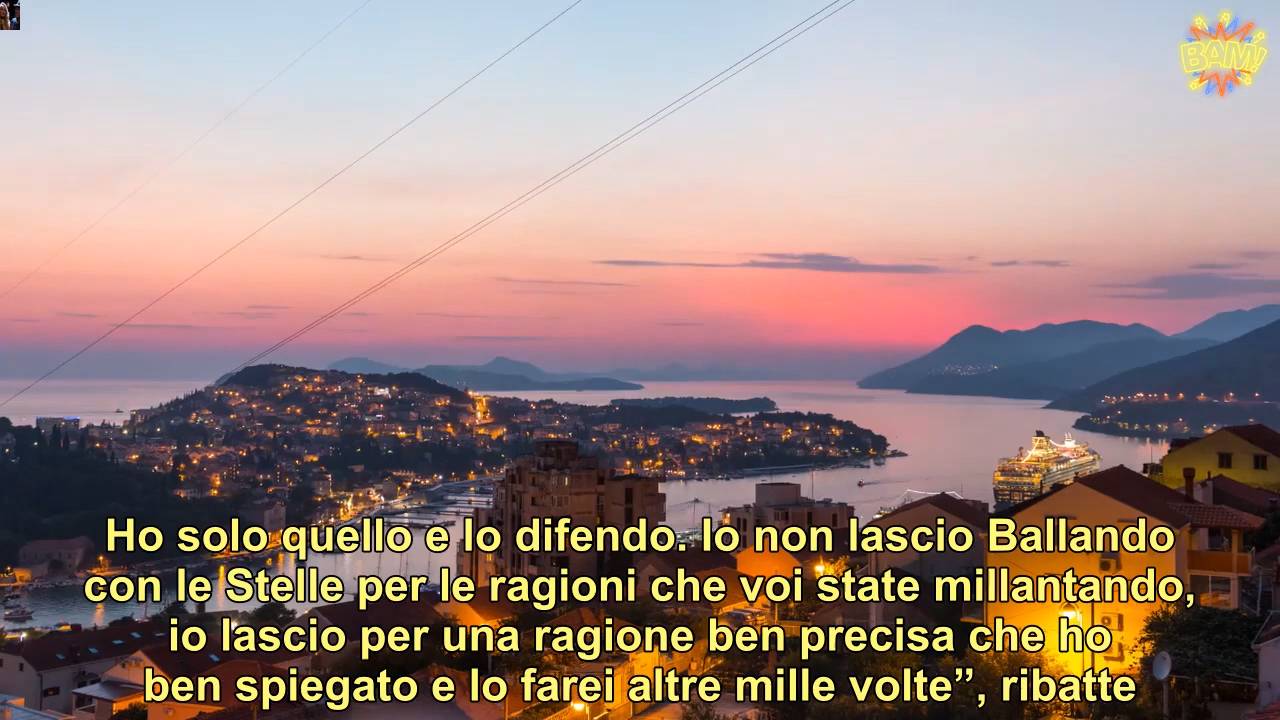 BAM!
Ho solo quello e lo difendo. Io non lascio Ballando
con le Stelle per le ragioni che voi state millantando,
io lascio per una ragione ben precisa che ho
ben spiegato e lo farei altre mille volte”, ribatte